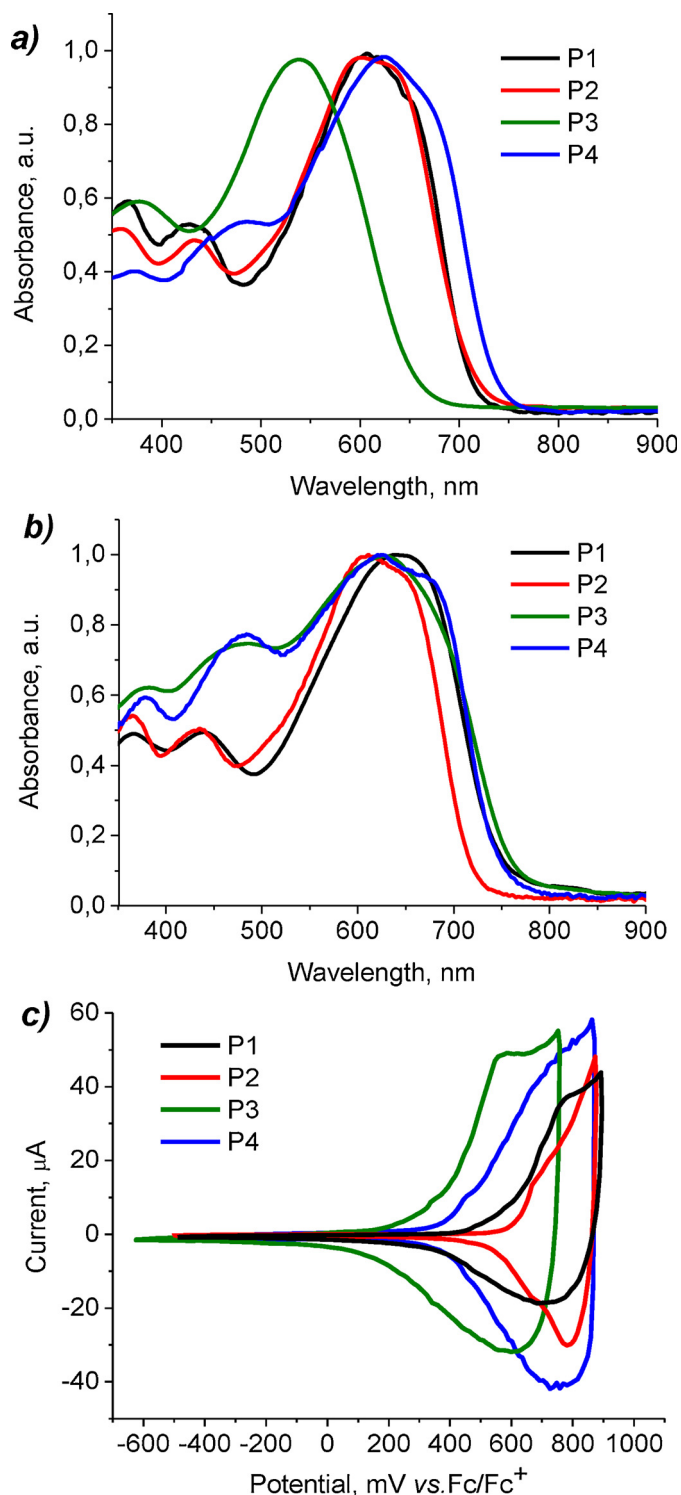 a)
P1
P2
P3
P4
Absorbance, a.u.
1,0
0,8
0,6
0,4
0,2
0,0
400 500 600 700 800 900
Wavelength, nm
b)
P1
P2
P3
P4
Absorbance, a.u.
1,0
0,8
0,6
0,4
0,2
0,0
400 500 600 700 800 900
Wavelength, nm
c)
P1
P2
P3
P4
Current, μA
60
40
20
0
-20
-40
-600 -400 -200 0 200 400 600 800 1000
Potential, mV vs.Fc/Fc+